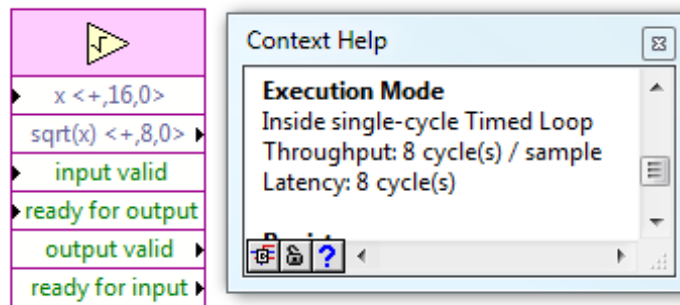 x <+,16,0>
sqrt(x) <+,8,0>
input valid
ready for output
output valid
ready for input
Context Help
Execution Mode
Inside single-cycle Timed Loop
Throughput: 8 cycle(s) / sample
Latency: 8 cycle(s)